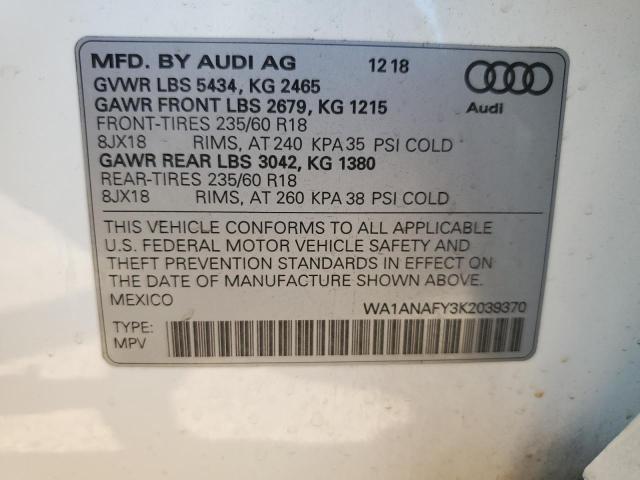 MFD. BY AUDI AG 12 18
GVWR LBS 5434, KG 2465
GAWR FRONT LBS 2679, KG 1215
Audi
FRONT-TIRES 235/60 R18
8JX18 RIMS, AT 240 KPA 35 PSI COLD
GAWR REAR LBS 3042, KG 1380
REAR-TIRES 235/60 R18
8JX18 RIMS, AT 260 KPA 38 PSI COLD
THIS VEHICLE CONFORMS TO ALL APPLICABLE
U.S. FEDERAL MOTOR VEHICLE SAFETY AND
THEFT PREVENTION STANDARDS IN EFFECT ON
THE DATE OF MANUFACTURE SHOWN ABOVE.
MEXICO WA1ANAFY3K2039370
TYPE:
MPV